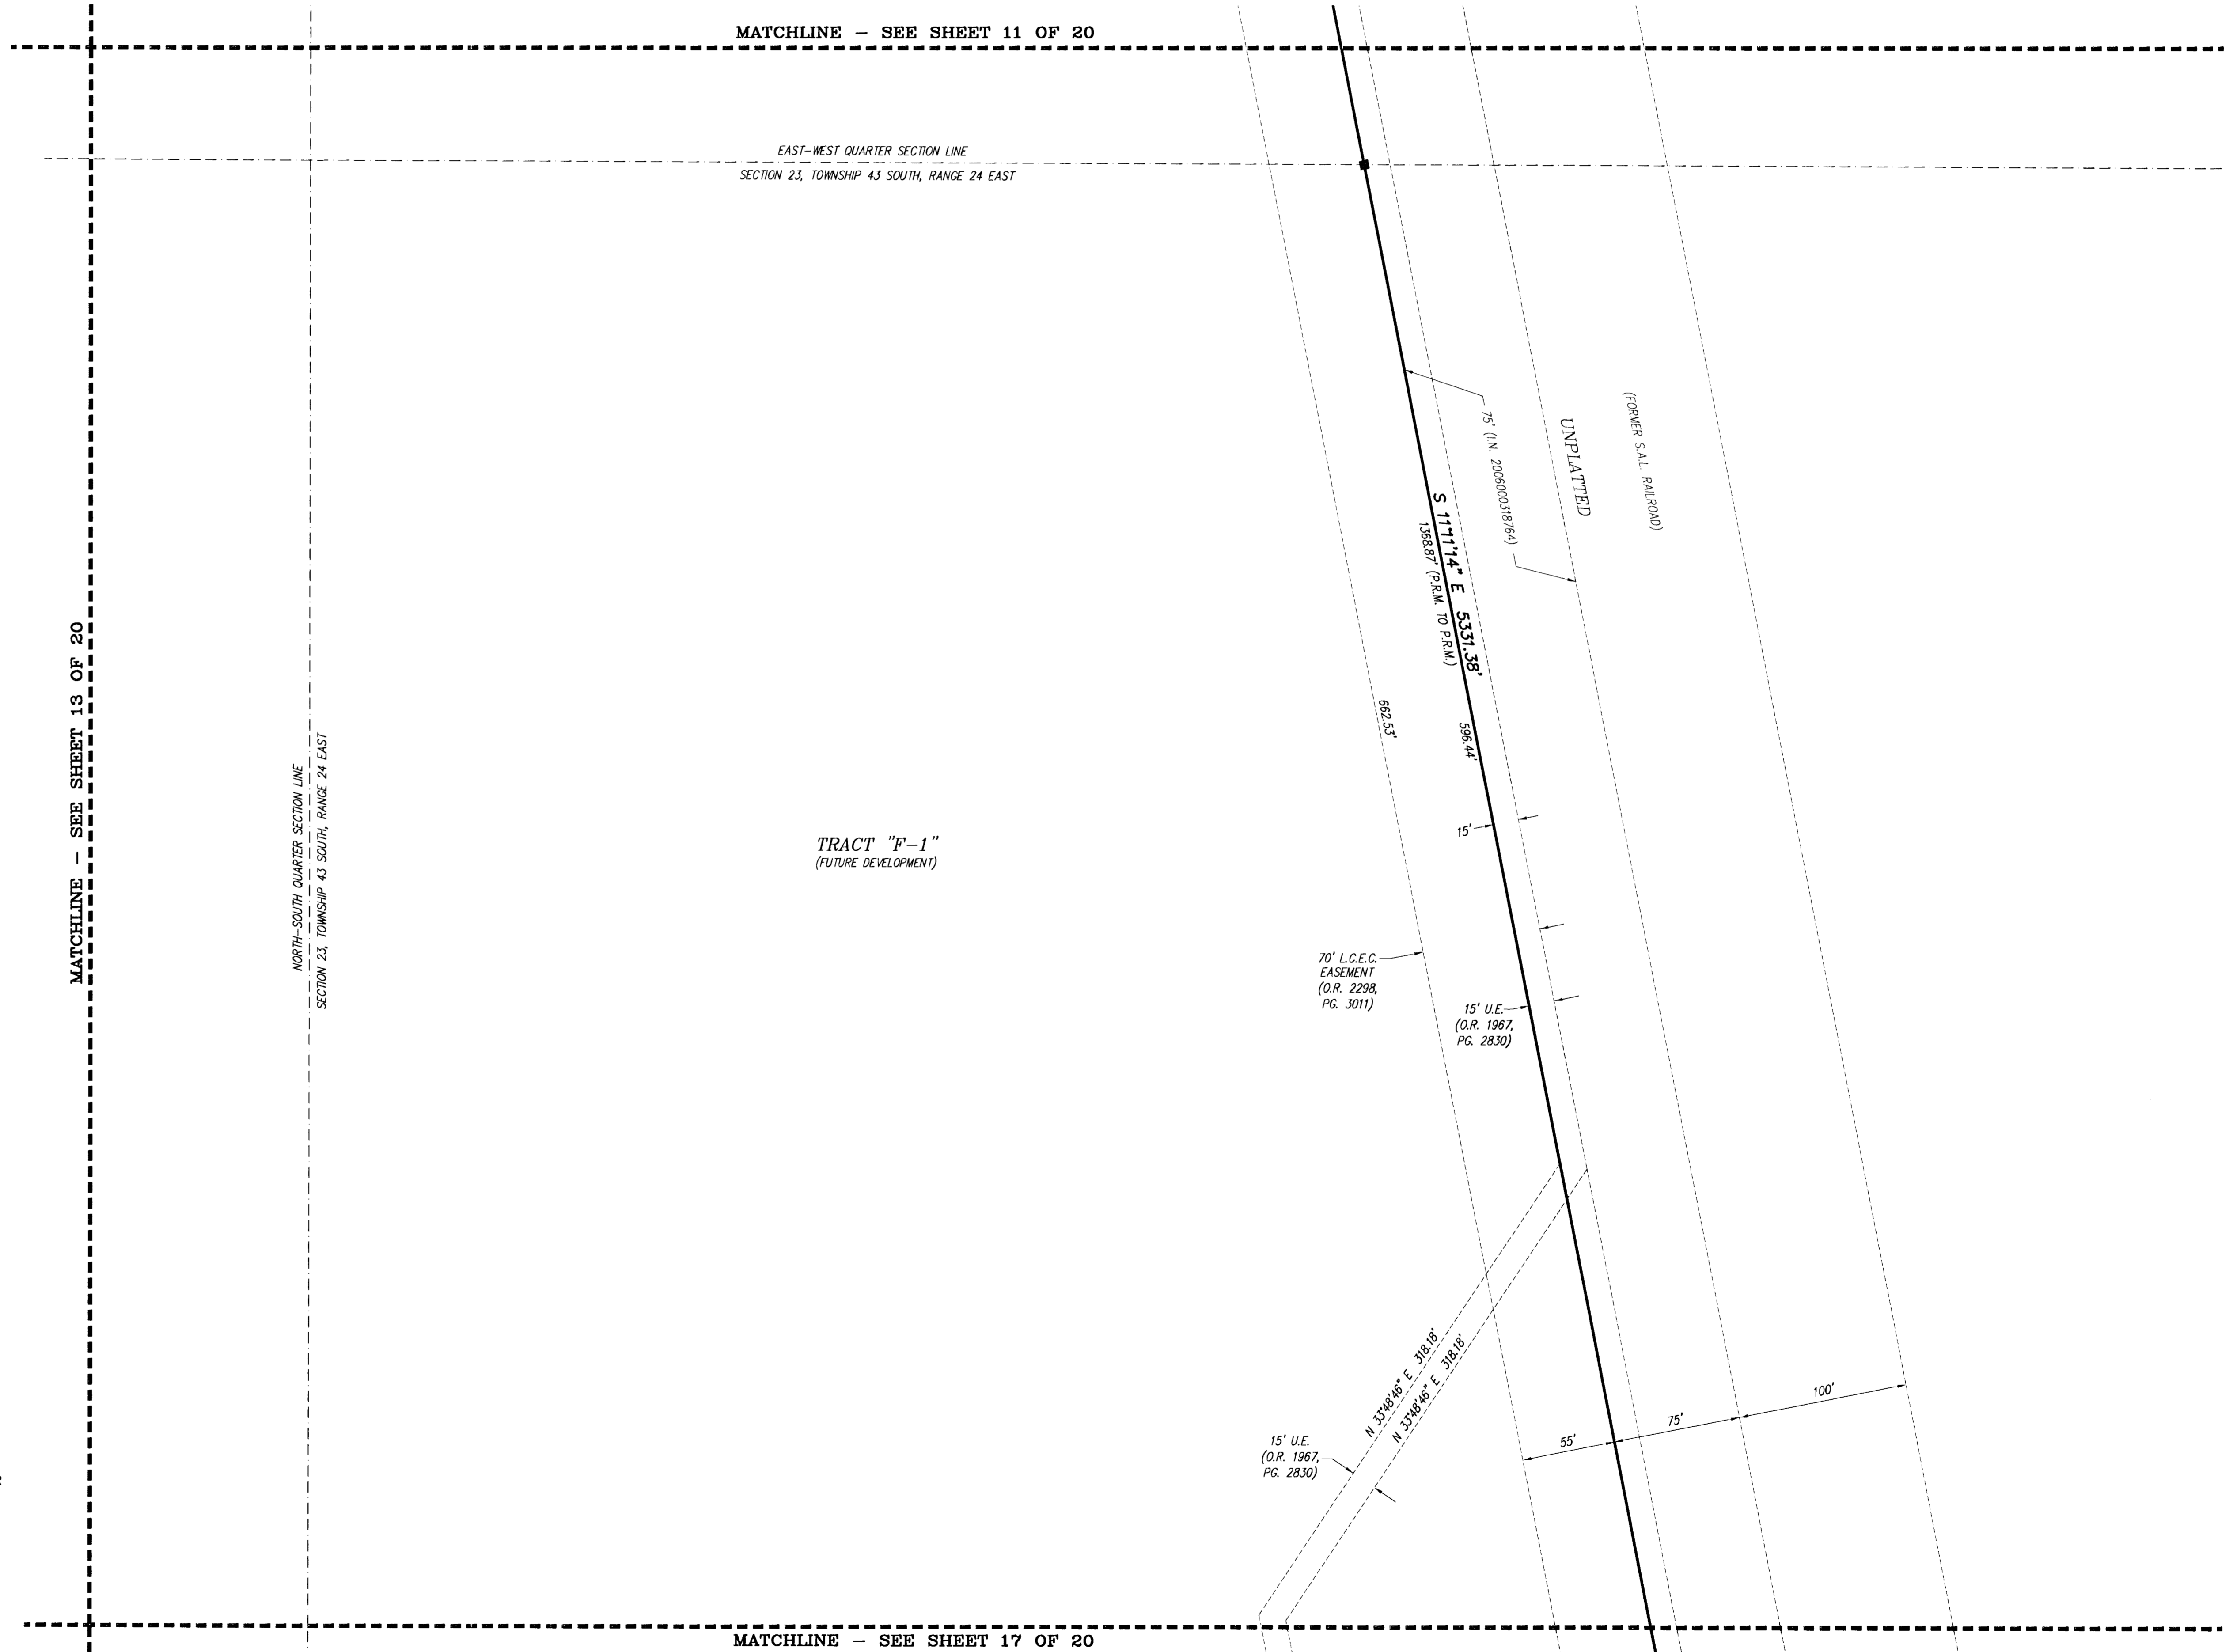 MATCHLINE - SEE SHEET 11 OF 20
EAST-WEST QUARTER SECTION LINE
SECTION 23, TOWNSHIP 43 SOUTH, RANGE 24 EAST
(FORMER S.A.L. RAILROAD)
UNPLATTED
75' (I.N. 2006000318764)
S 11°11'14" E 5331.38'
1368.87' (P.R.M. TO P.R.M.)
662.53'
596.44'
MATCHLINE - SEE SHEET 13 OF 20
NORTH-SOUTH QUARTER SECTION LINE
SECTION 23, TOWNSHIP 43 SOUTH, RANGE 24 EAST
TRACT "F-1"
(FUTURE DEVELOPMENT)
15'
70' L.C.E.C.
EASEMENT
(O.R. 2298,
PG. 3011)
15' U.E.
(O.R. 1967,
PG. 2830)
N 33°48'46" E 318.18'
N 33°48'46" E 318.18'
15' U.E.
(O.R. 1967,
PG. 2830)
55'
75'
100'
MATCHLINE - SEE SHEET 17 OF 20